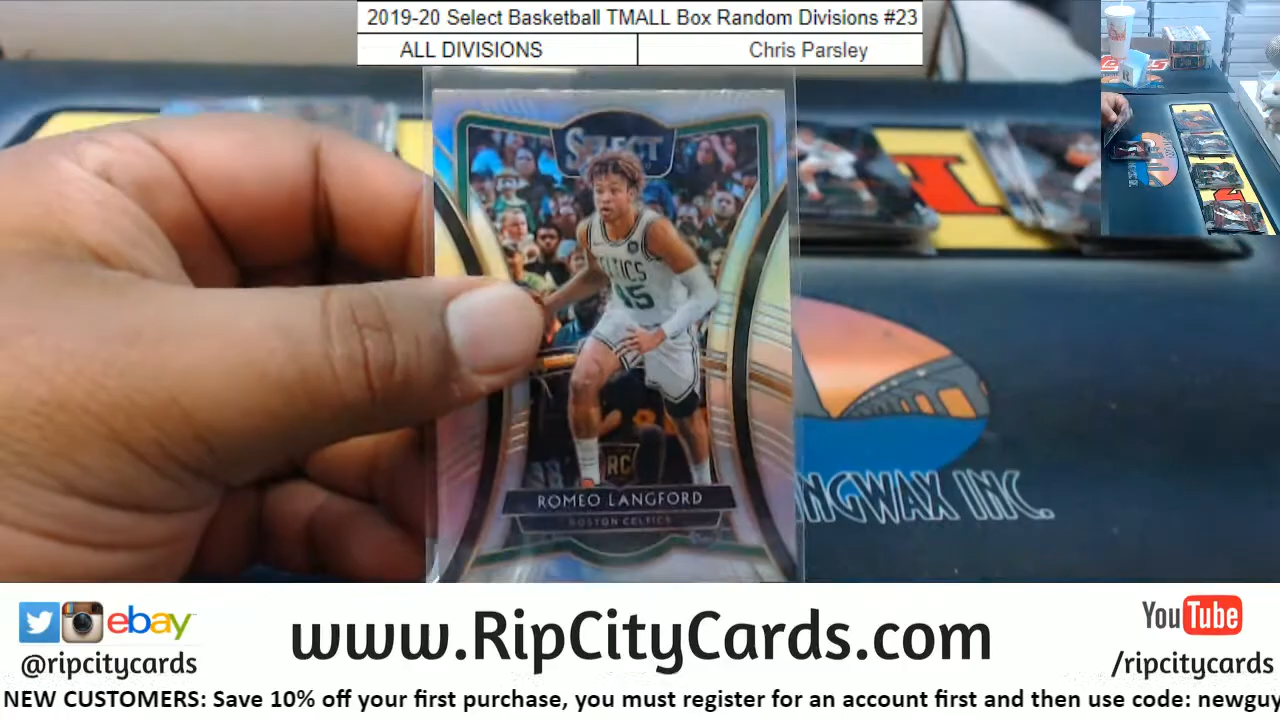 2019-20 Select Basketball TMALL Box Random Divisions #23
ALL DIVISIONS
Chris Parsley
SELECT
CELTICS
45
RC
ROMEO LANGFORD
BOSTON CELTICS
NGWAX INC.
ebay
@ripcitycards
www.RipCityCards.com
YouTube
/ripcitycards
NEW CUSTOMERS: Save 10% off your first purchase, you must register for an account first and then use code: newguy